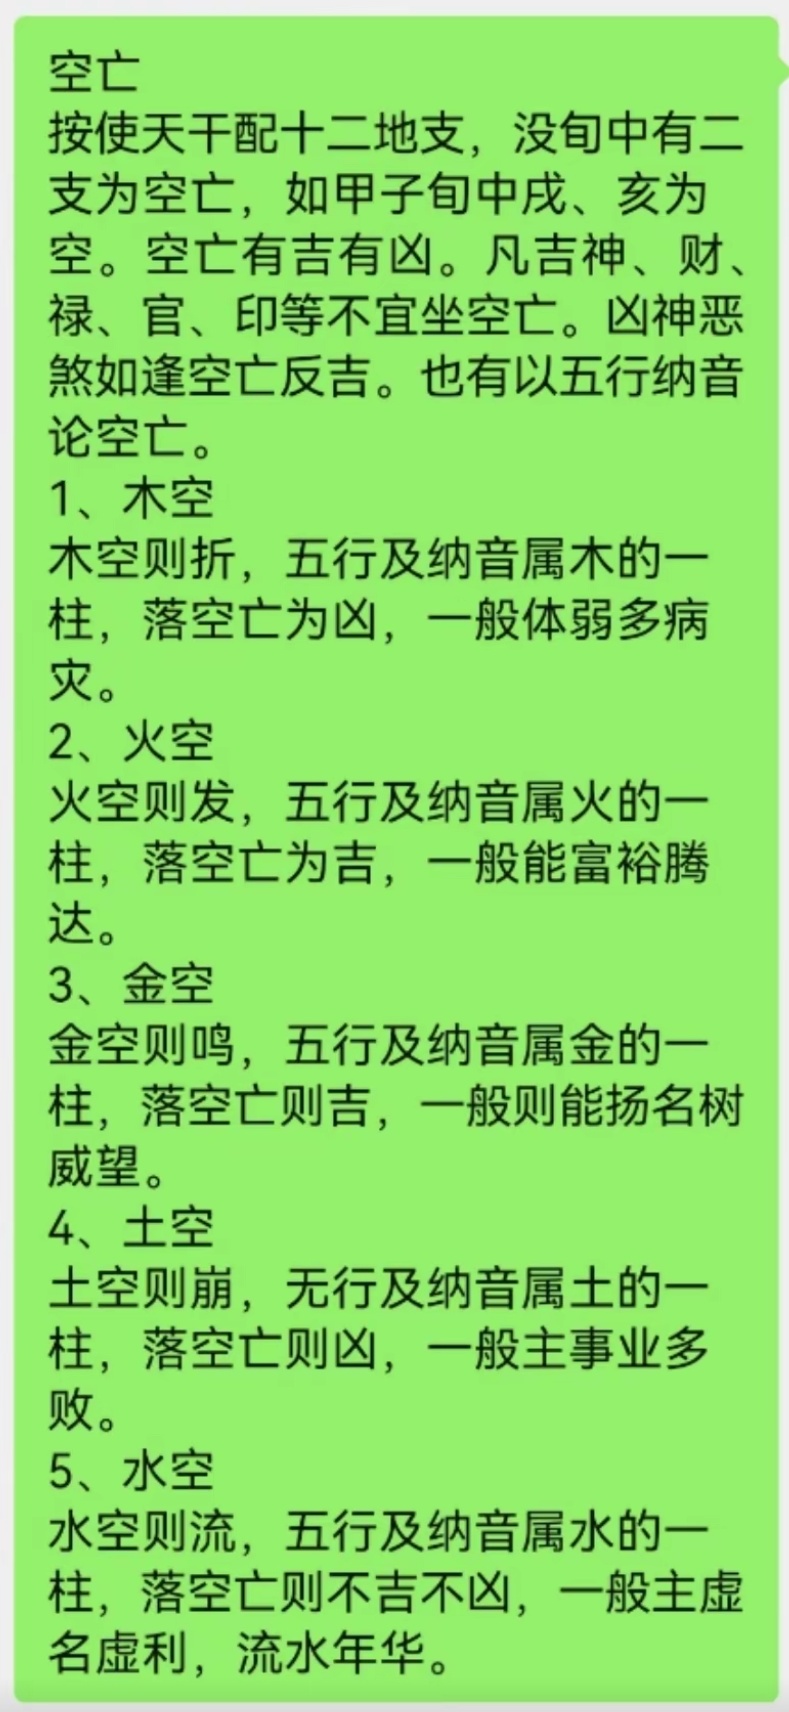 空亡
按使天干配十二地支，没旬中有二
支为空亡，如甲子旬中戌、亥为
空。空亡有吉有凶。凡吉神、财、
禄、官、印等不宜坐空亡。凶神恶
煞如逢空亡反吉。也有以五行纳音
论空亡。
1、木空
木空则折，五行及纳音属木的一
柱，落空亡为凶，一般体弱多病
灾。
2、火空
火空则发，五行及纳音属火的一
柱，落空亡为吉，一般能富裕腾
达。
3、金空
金空则鸣，五行及纳音属金的一
柱，落空亡则吉，一般则能扬名树
威望。
4、土空
土空则崩，无行及纳音属土的一
柱，落空亡则凶，一般主事业多
败。
5、水空
水空则流，五行及纳音属水的一
柱，落空亡则不吉不凶，一般主虚
名虚利，流水年华。